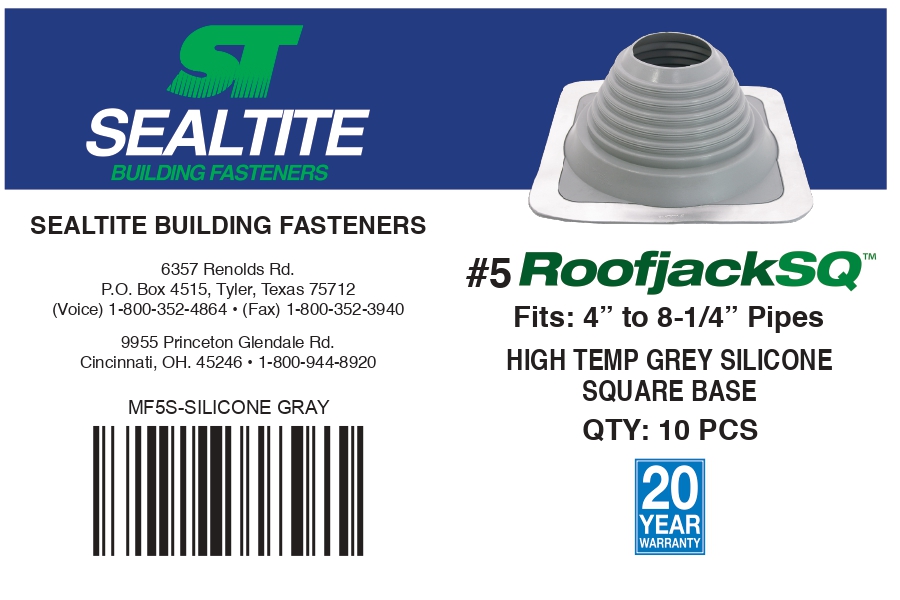 ST
SEALTITE
BUILDING FASTENERS
SEALTITE BUILDING FASTENERS
6357 Renolds Rd.
P.O. Box 4515, Tyler, Texas 75712
(Voice) 1-800-352-4864 • (Fax) 1-800-352-3940
9955 Princeton Glendale Rd.
Cincinnati, OH. 45246 • 1-800-944-8920
MF5S-SILICONE GRAY
#5 RoofjackSQ™
Fits: 4” to 8-1/4” Pipes
HIGH TEMP GREY SILICONE
SQUARE BASE
QTY: 10 PCS
20
YEAR
WARRANTY